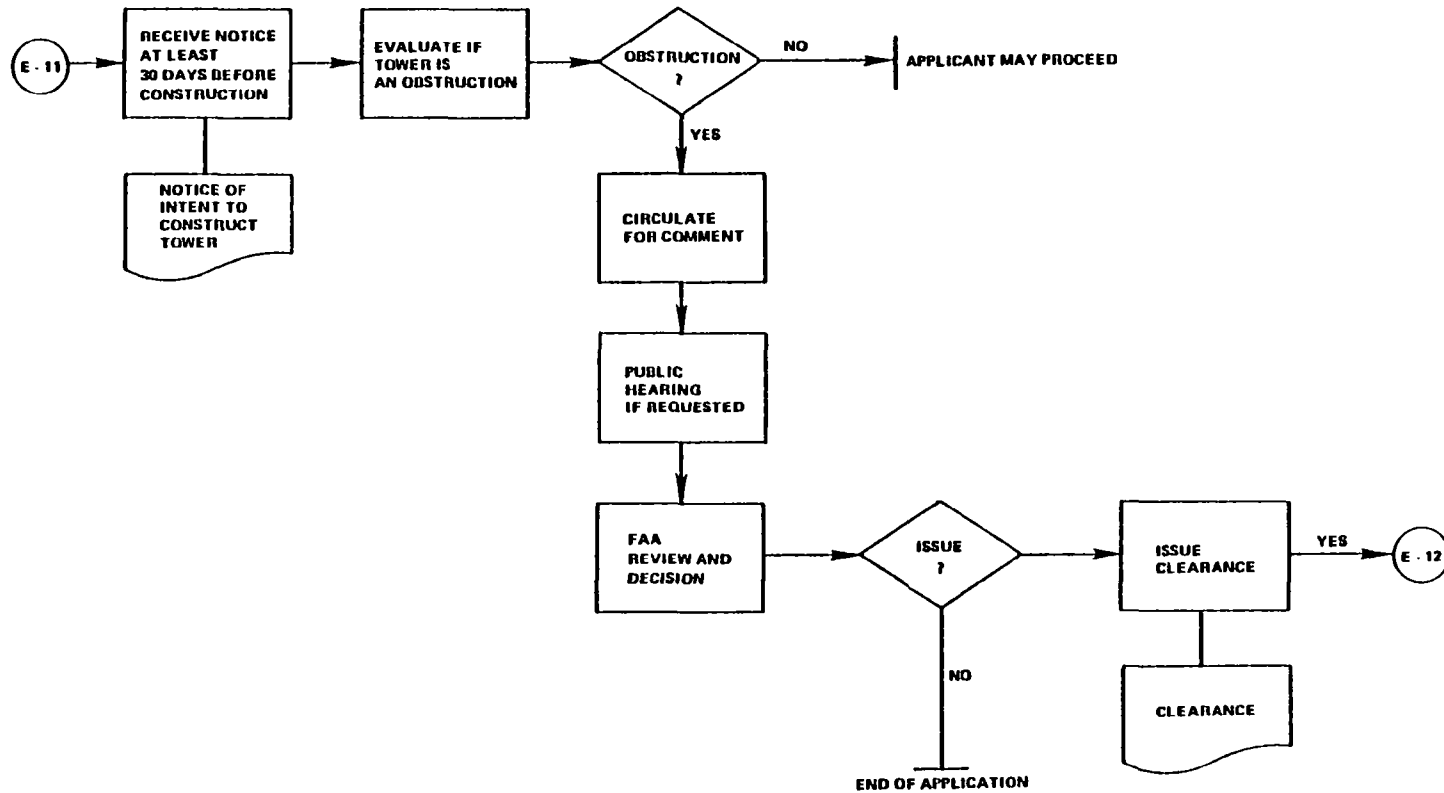 E - 11
RECEIVE NOTICE
AT LEAST
30 DAYS BEFORE
CONSTRUCTION
EVALUATE IF
TOWER IS
AN OBSTRUCTION
OBSTRUCTION
?
NO
APPLICANT MAY PROCEED
YES
NOTICE OF
INTENT TO
CONSTRUCT
TOWER
CIRCULATE
FOR COMMENT
PUBLIC
HEARING
IF REQUESTED
FAA
REVIEW AND
DECISION
ISSUE
?
ISSUE
CLEARANCE
YES
E - 12
NO
CLEARANCE
END OF APPLICATION